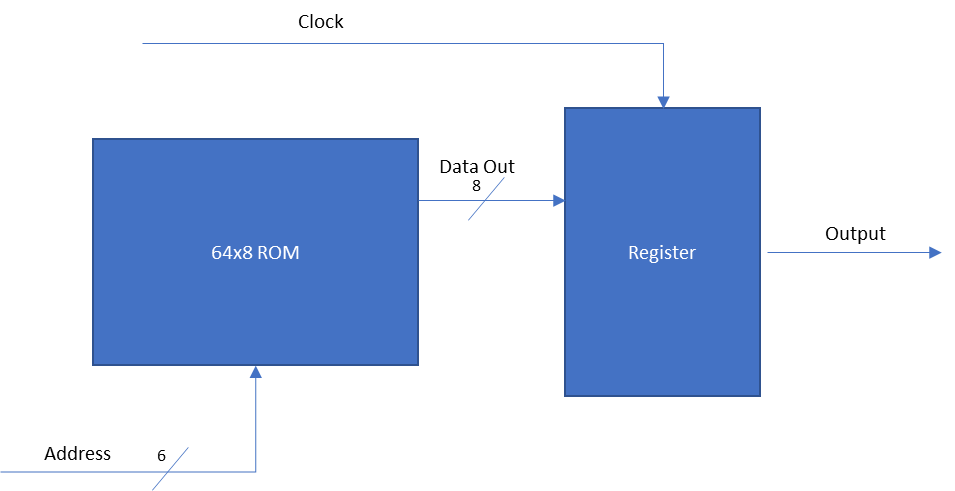 Clock
Data Out
8
64x8 ROM
Register
Output
Address
6